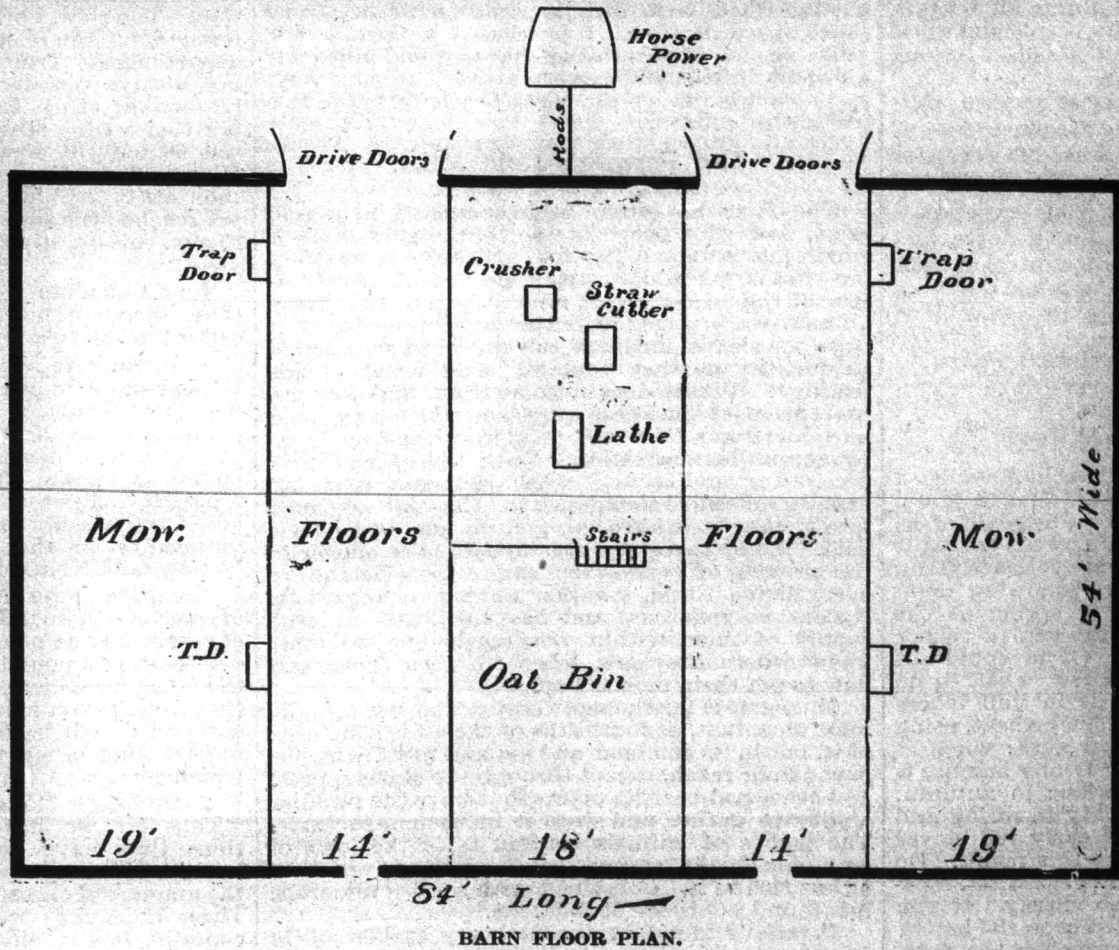 Horse
Power
Hods.
Drive Doors
Drive Doors
Trap
Door
Crusher
Straw
Cutter
Trap
Door
Lathe
54' Wide
Mow.
Floors
Stairs
Floors
Mow
T.D.
Oat Bin
T.D
19'
14'
18'
14'
19'
84' Long
BARN FLOOR PLAN.